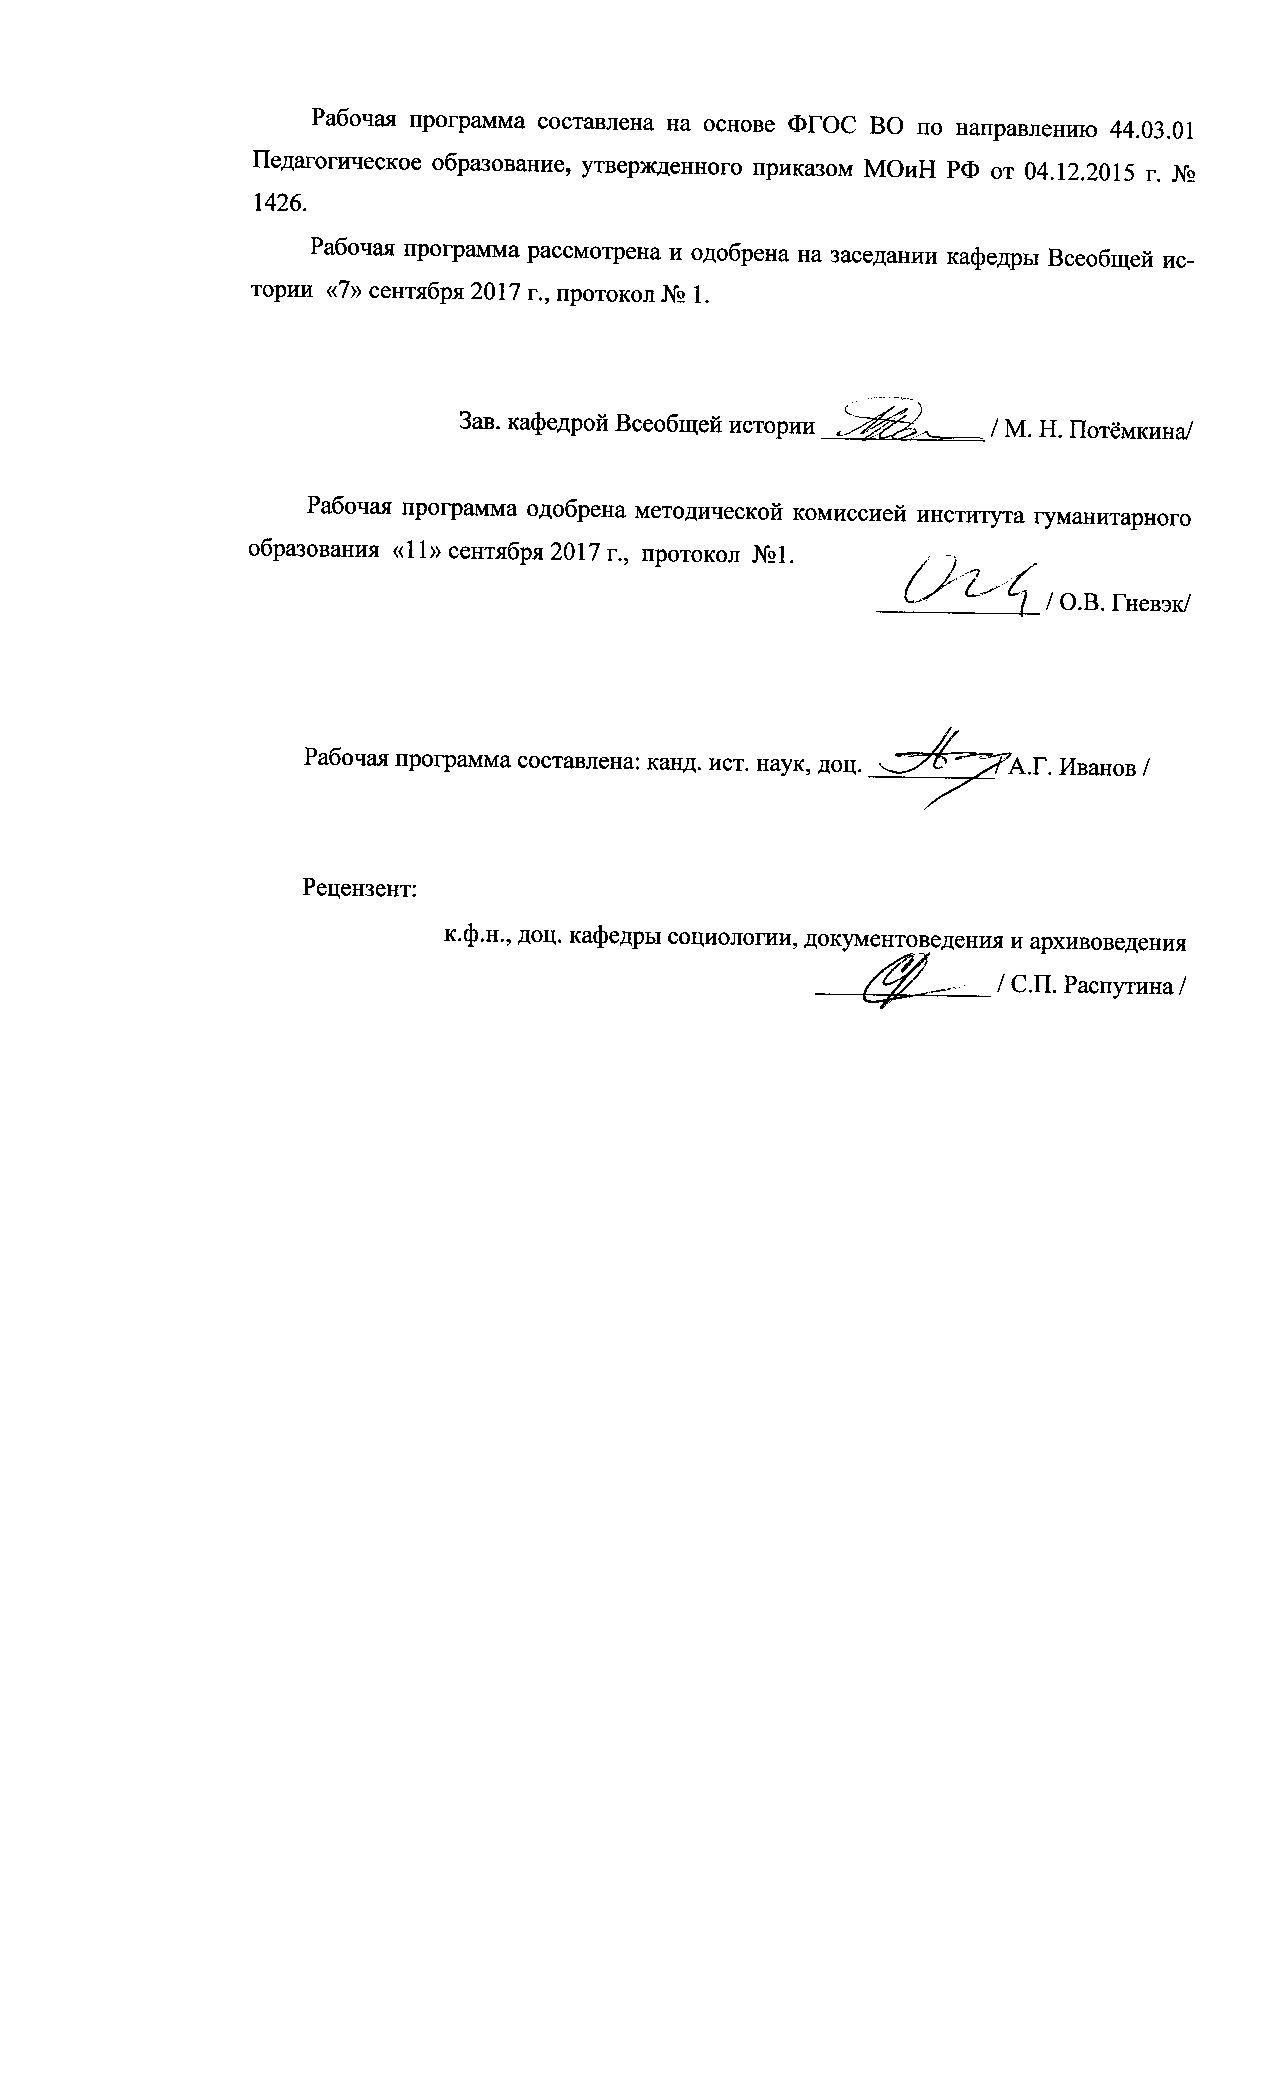 Рабочая программа составлена на основе ФГОС ВО по направлению 44.03.01
Педагогическое образование, утвержденного приказом МОиН РФ от 04.12.2015 г. №
1426.
Рабочая программа рассмотрена и одобрена на заседании кафедры Всеобщей ис-
тории «7» сентября 2017 г., протокол № 1.
Зав. кафедрой Всеобщей истории / М. Н. Потёмкина/
Рабочая программа одобрена методической комиссией института гуманитарного
образования «11» сентября 2017 г., протокол №1.
/ О.В. Гневэк/
Рабочая программа составлена: канд. ист. наук, доц. / А.Г. Иванов /
Рецензент:
к.ф.н., доц. кафедры социологии, документоведения и архивоведения
/ С.П. Распутина /